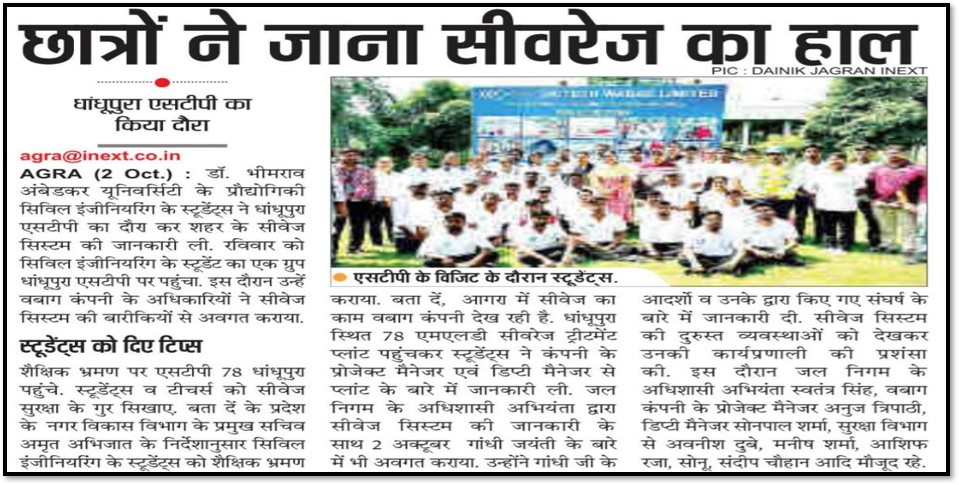 छात्रों ने जाना सीवरेज का हाल
PIC : DAINIK JAGRAN INEXT
धांधूपुरा एसटीपी का
किया दौरा
agra@inext.co.in
AGRA (2 Oct.) : डॉ. भीमराव
अंबेडकर यूनिवर्सिटी के प्रौद्योगिकी
सिविल इंजीनियरिंग के स्टूडेंट्स ने धांधूपुरा
एसटीपी का दौरा कर शहर के सीवेज
सिस्टम की जानकारी ली. रविवार को
सिविल इंजीनियरिंग के स्टूडेंट का एक ग्रुप
धांधूपुरा एसटीपी पर पहुंचा. इस दौरान उन्हें
वबाग कंपनी के अधिकारियों ने सीवेज
सिस्टम की बारीकियों से अवगत कराया.
स्टूडेंट्स को दिए टिप्स
शैक्षिक भ्रमण पर एसटीपी 78 धांधूपुरा
पहुंचे. स्टूडेंट्स व टीचर्स को सीवेज
सुरक्षा के गुर सिखाए. बता दें के प्रदेश
के नगर विकास विभाग के प्रमुख सचिव
अमृत अभिजात के निर्देशानुसार सिविल
इंजीनियरिंग के स्टूडेंट्स को शैक्षिक भ्रमण
WABAG LIMITED
एसटीपी के विजिट के दौरान स्टूडेंट्स.
कराया. बता दें, आगरा में सीवेज का
काम वबाग कंपनी देख रही है. धांधूपुरा
स्थित 78 एमएलडी सीवरेज ट्रीटमेंट
प्लांट पहुंचकर स्टूडेंट्स ने कंपनी के
प्रोजेक्ट मैनेजर एवं डिप्टी मैनेजर से
प्लांट के बारे में जानकारी ली. जल
निगम के अधिशासी अभियंता द्वारा
सीवेज सिस्टम की जानकारी के
साथ 2 अक्टूबर गांधी जयंती के बारे
में भी अवगत कराया. उन्होंने गांधी जी के
आदर्शो व उनके द्वारा किए गए संघर्ष के
बारे में जानकारी दी. सीवेज सिस्टम
की दुरुस्त व्यवस्थाओं को देखकर
उनकी कार्यप्रणाली की प्रशंसा
की. इस दौरान जल निगम के
अधिशासी अभियंता स्वतंत्र सिंह, वबाग
कंपनी के प्रोजेक्ट मैनेजर अनुज त्रिपाठी,
डिप्टी मैनेजर सोनपाल शर्मा, सुरक्षा विभाग
से अवनीश दुबे, मनीष शर्मा, आशिफ
रजा, सोनू, संदीप चौहान आदि मौजूद रहे.